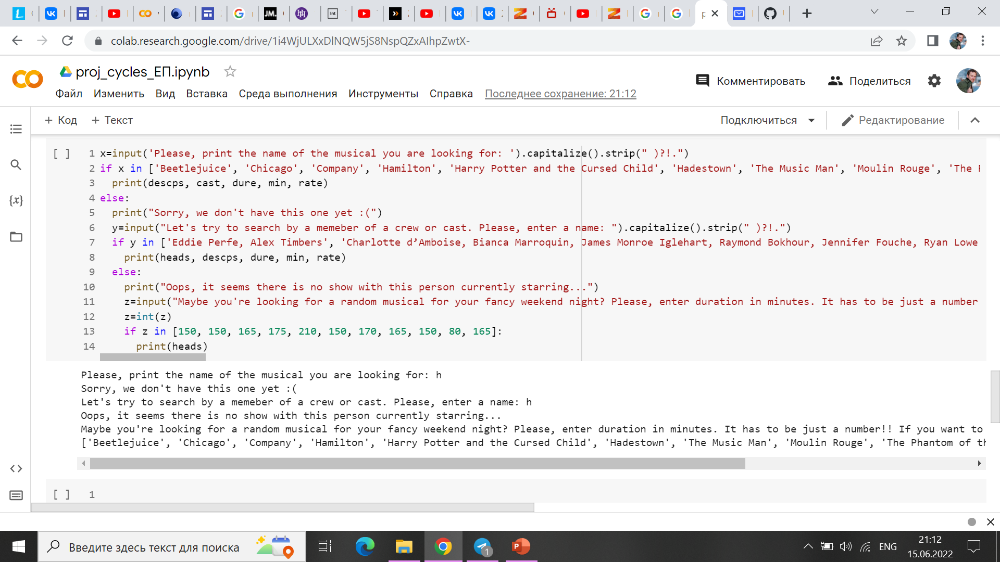 colab.research.google.com/drive/1i4WjULXxDlNQW5jS8NspQZxAIhpZwtX-
proj_cycles_ЕП.ipynb
Комментировать
Поделиться
Файл Изменить Вид Вставка Среда выполнения Инструменты Справка Последнее сохранение: 21:12
+ Код + Текст
Подключиться
Редактирование
[ ]
1 x=input('Please, print the name of the musical you are looking for: ').capitalize().strip(" )?!.")
2 if x in ['Beetlejuice', 'Chicago', 'Company', 'Hamilton', 'Harry Potter and the Cursed Child', 'Hadestown', 'The Music Man', 'Moulin Rouge', 'The
3 print(descps, cast, dure, min, rate)
4 else:
5 print("Sorry, we don't have this one yet :(")
6 y=input("Let's try to search by a memeber of a crew or cast. Please, enter a name: ").capitalize().strip(" )?!.")
7 if y in ['Eddie Perfe, Alex Timbers', 'Charlotte d’Amboise, Bianca Marroquin, James Monroe Iglehart, Raymond Bokhour, Jennifer Fouche, Ryan Lowe
8 print(heads, descps, dure, min, rate)
9 else:
10 print("Oops, it seems there is no show with this person currently starring...")
11 z=input("Maybe you're looking for a random musical for your fancy weekend night? Please, enter duration in minutes. It has to be just a number
12 z=int(z)
13 if z in [150, 150, 165, 175, 210, 150, 170, 165, 150, 80, 165]:
14 print(heads)
Please, print the name of the musical you are looking for: h
Sorry, we don't have this one yet :(
Let's try to search by a memeber of a crew or cast. Please, enter a name: h
Oops, it seems there is no show with this person currently starring...
Maybe you're looking for a random musical for your fancy weekend night? Please, enter duration in minutes. It has to be just a number!! If you want to
['Beetlejuice', 'Chicago', 'Company', 'Hamilton', 'Harry Potter and the Cursed Child', 'Hadestown', 'The Music Man', 'Moulin Rouge', 'The Phantom of
[ ] 1
Введите здесь текст для поиска
1
ENG
21:12
15.06.2022